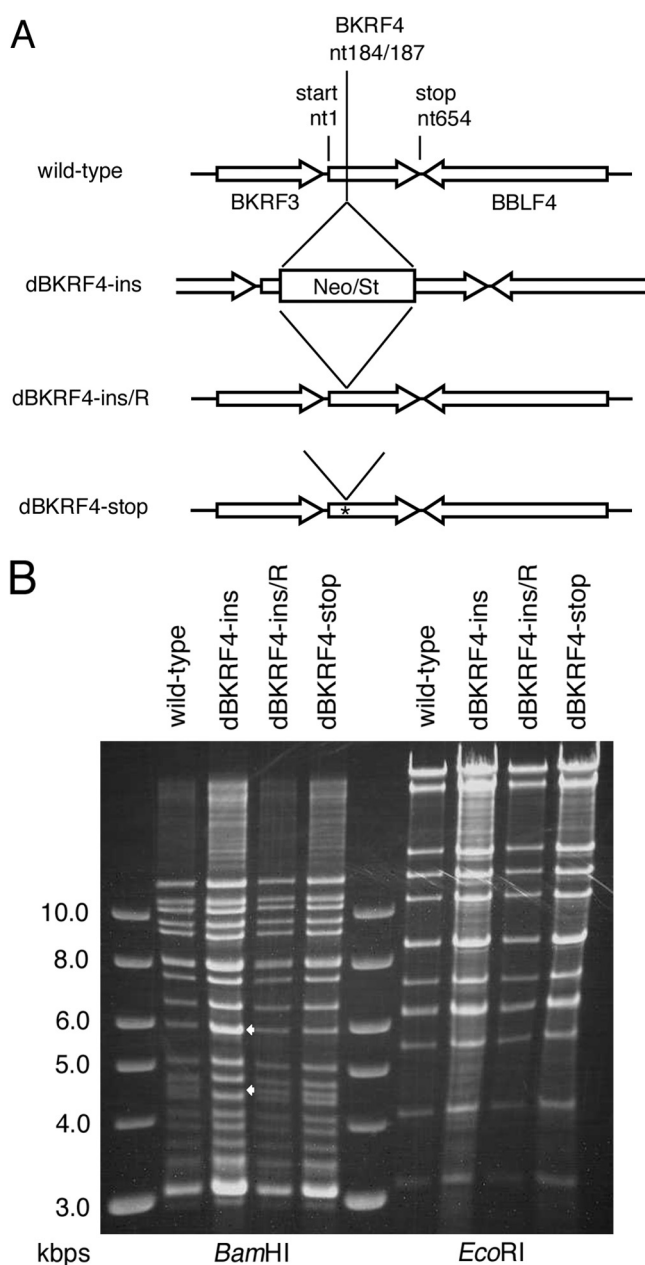 A
BKRF4
nt184/187
start
nt1
stop
nt654
wild-type
BKRF3
BBLF4
dBKRF4-ins
Neo/St
dBKRF4-ins/R
dBKRF4-stop
*
B
wild-type
dBKRF4-ins
dBKRF4-ins/R
dBKRF4-stop
wild-type
dBKRF4-ins
dBKRF4-ins/R
dBKRF4-stop
10.0
8.0
6.0
5.0
4.0
3.0
kbps
BamHI
EcoRI